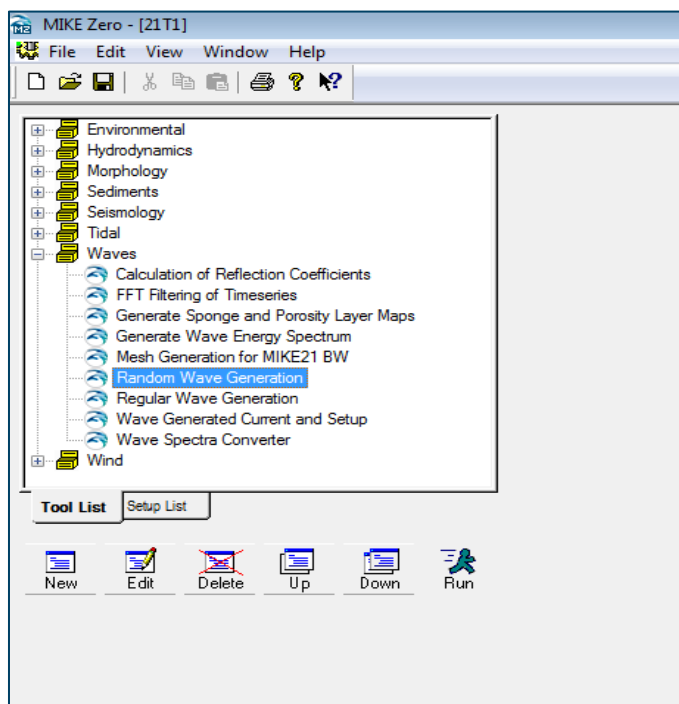 MIKE Zero - [21T1]
File Edit View Window Help
Environmental
Hydrodynamics
Morphology
Sediments
Seismology
Tidal
Waves
Calculation of Reflection Coefficients
FFT Filtering of Timeseries
Generate Sponge and Porosity Layer Maps
Generate Wave Energy Spectrum
Mesh Generation for MIKE21 BW
Random Wave Generation
Regular Wave Generation
Wave Generated Current and Setup
Wave Spectra Converter
Wind
Tool List Setup List
New Edit Delete Up Down Run